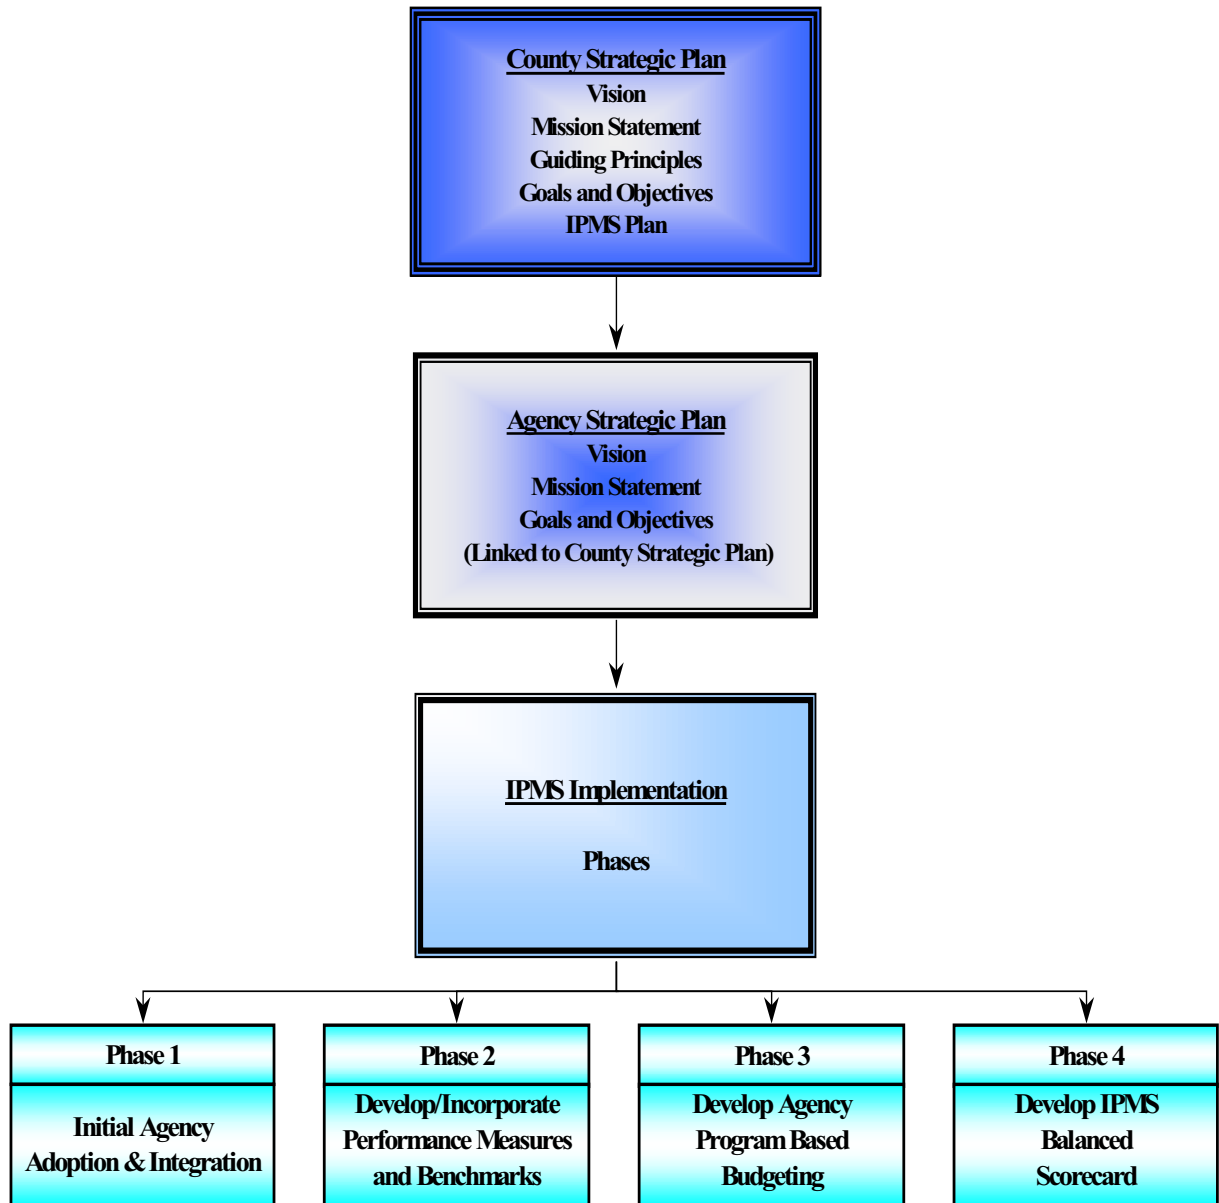 County Strategic Plan
Vision
Mission Statement
Guiding Principles
Goals and Objectives
IPMS Plan
Agency Strategic Plan
Vision
Mission Statement
Goals and Objectives
(Linked to County Strategic Plan)
IPMS Implementation
Phases
Phase 1
Initial Agency
Adoption & Integration
Phase 2
Develop/Incorporate
Performance Measures
and Benchmarks
Phase 3
Develop Agency
Program Based
Budgeting
Phase 4
Develop IPMS
Balanced
Scorecard